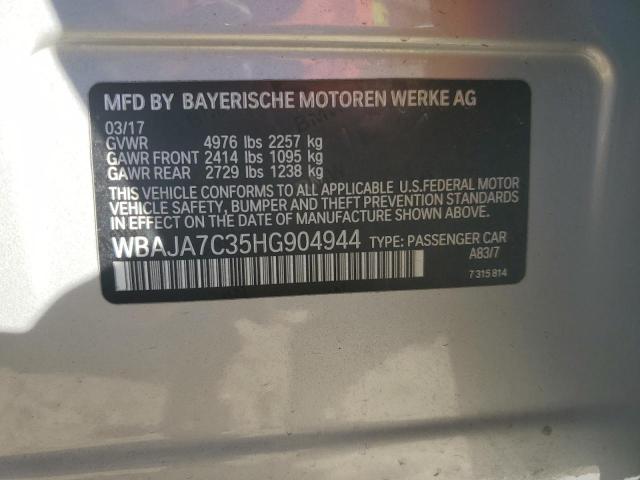 MFD BY BAYERISCHE MOTOREN WERKE AG
03/17
GVWR 4976 lbs 2257 kg
GAWR FRONT 2414 lbs 1095 kg
GAWR REAR 2729 lbs 1238 kg
THIS VEHICLE CONFORMS TO ALL APPLICABLE U.S.FEDERAL MOTOR
VEHICLE SAFETY, BUMPER, AND THEFT PREVENTION STANDARDS
IN EFFECT ON THE DATE OF MANUFACTURE SHOWN ABOVE.
WBAJA7C35HG904944 TYPE: PASSENGER CAR
A83/7
7 315 814